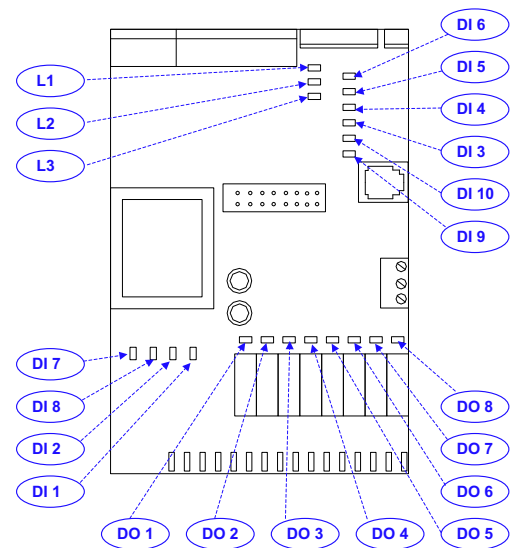 DI 6
L1
DI 5
L2
DI 4
L3
DI 3
DI 10
DI 9
DI 7
DI 8
DO 8
DI 2
DO 7
DI 1
DO 6
DO 1
DO 2
DO 3
DO 4
DO 5